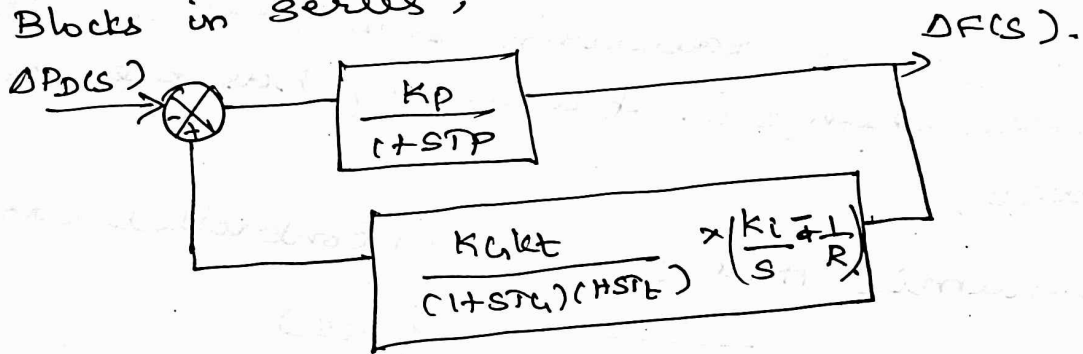 Blocks in series,
ΔF(s).
ΔPD(s)
- +
KP
1+STP
KGKt
(1+STG)(1+STt)
×(Ki/S ∓ 1/R)